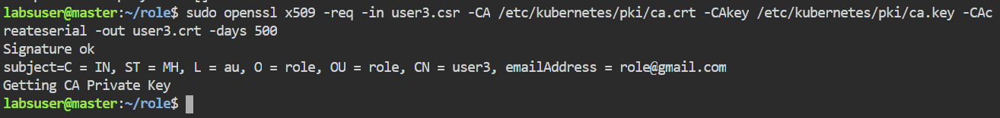 labsuser@master:~/role$ sudo openssl x509 -req -in user3.csr -CA /etc/kubernetes/pki/ca.crt -CAkey /etc/kubernetes/pki/ca.key -CAc
reateserial -out user3.crt -days 500
Signature ok
subject=C = IN, ST = MH, L = au, O = role, OU = role, CN = user3, emailAddress = role@gmail.com
Getting CA Private Key
labsuser@master:~/role$